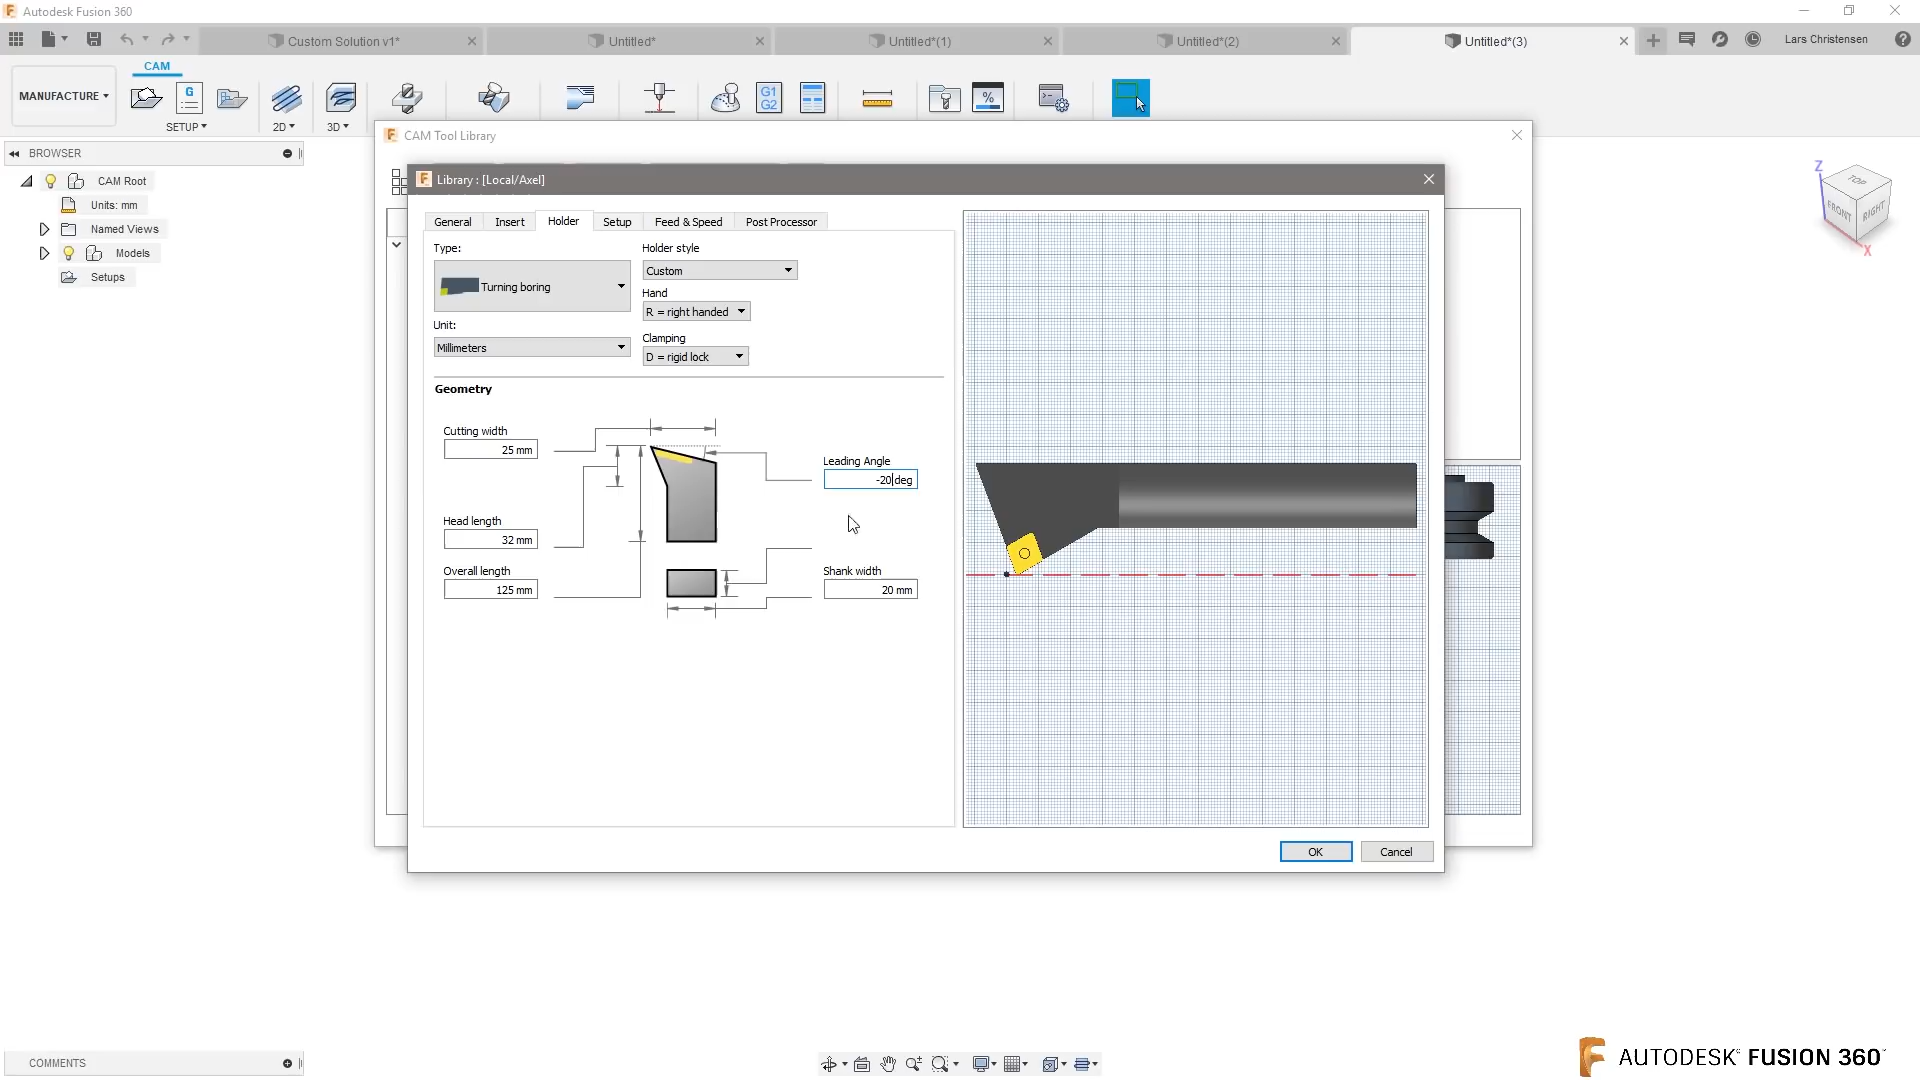 Autodesk Fusion 360
Custom Solution v1*
Untitled*
Untitled*(1)
Untitled*(2)
Untitled*(3)
Lars Christensen
CAM
MANUFACTURE
SETUP
2D
3D
G
G1
G2
%
BROWSER
CAM Root
Units: mm
Named Views
Models
Setups
CAM Tool Library
Library : [Local/Axel]
General
Insert
Holder
Setup
Feed & Speed
Post Processor
Type:
Turning boring
Unit:
Millimeters
Holder style
Custom
Hand
R = right handed
Clamping
D = rigid lock
Geometry
Cutting width
25 mm
Head length
32 mm
Overall length
125 mm
Leading Angle
-20 deg
Shank width
20 mm
OK
Cancel
Z
TOP
FRONT
RIGHT
X
COMMENTS
AUTODESK® FUSION 360™